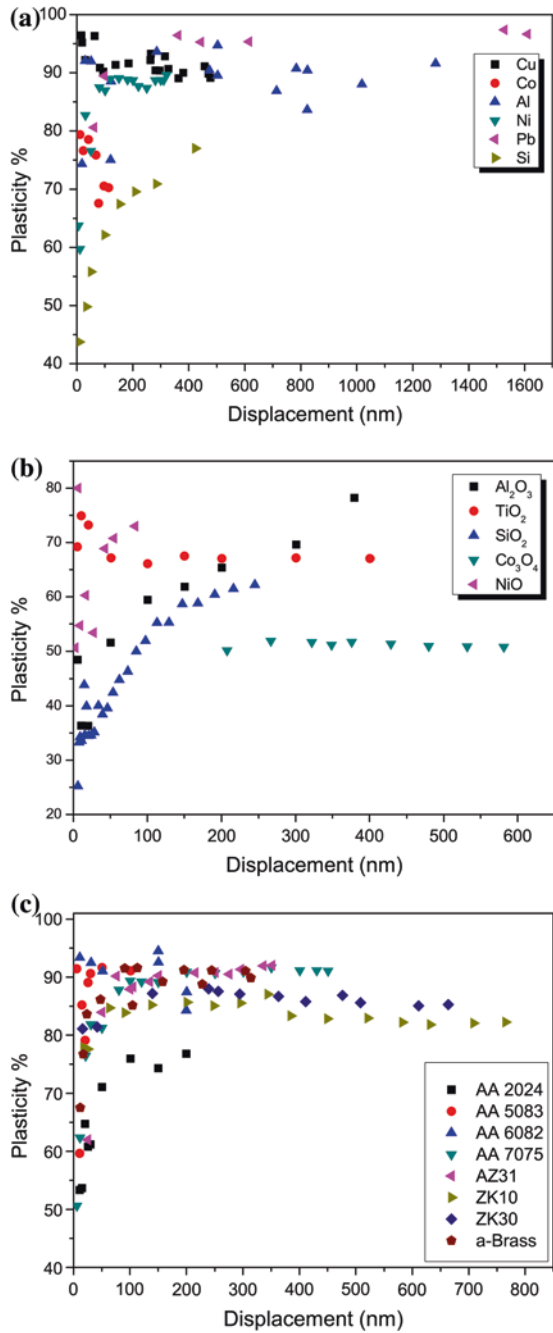 (a)
100
90
80
70
60
50
40
Plasticity %
Cu
Co
Al
Ni
Pb
Si
0 200 400 600 800 1000 1200 1400 1600
Displacement (nm)
(b)
80
70
60
50
40
30
20
Plasticity %
Al₂O₃
TiO₂
SiO₂
Co₃O₄
NiO
0 100 200 300 400 500 600
Displacement (nm)
(c)
100
90
80
70
60
50
40
Plasticity %
AA 2024
AA 5083
AA 6082
AA 7075
AZ31
ZK10
ZK30
a-Brass
0 100 200 300 400 500 600 700 800
Displacement (nm)